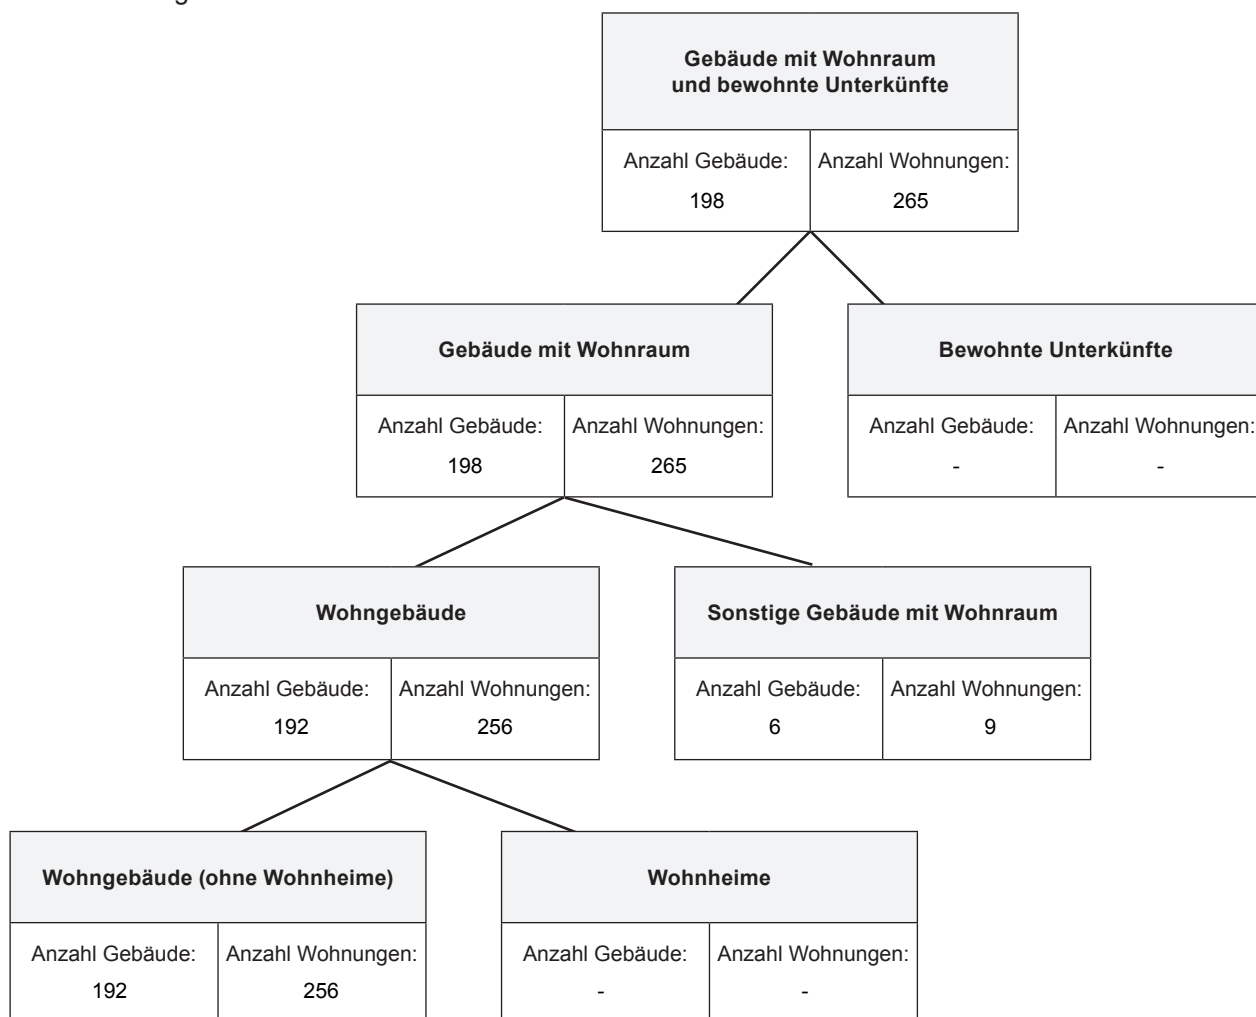 Gebäude mit Wohnraum
und bewohnte Unterkünfte
Anzahl Gebäude: Anzahl Wohnungen:
198 265
Gebäude mit Wohnraum Bewohnte Unterkünfte
Anzahl Gebäude: Anzahl Wohnungen: Anzahl Gebäude: Anzahl Wohnungen:
198 265 - -
Wohngebäude Sonstige Gebäude mit Wohnraum
Anzahl Gebäude: Anzahl Wohnungen: Anzahl Gebäude: Anzahl Wohnungen:
192 256 6 9
Wohngebäude (ohne Wohnheime) Wohnheime
Anzahl Gebäude: Anzahl Wohnungen: Anzahl Gebäude: Anzahl Wohnungen:
192 256 - -